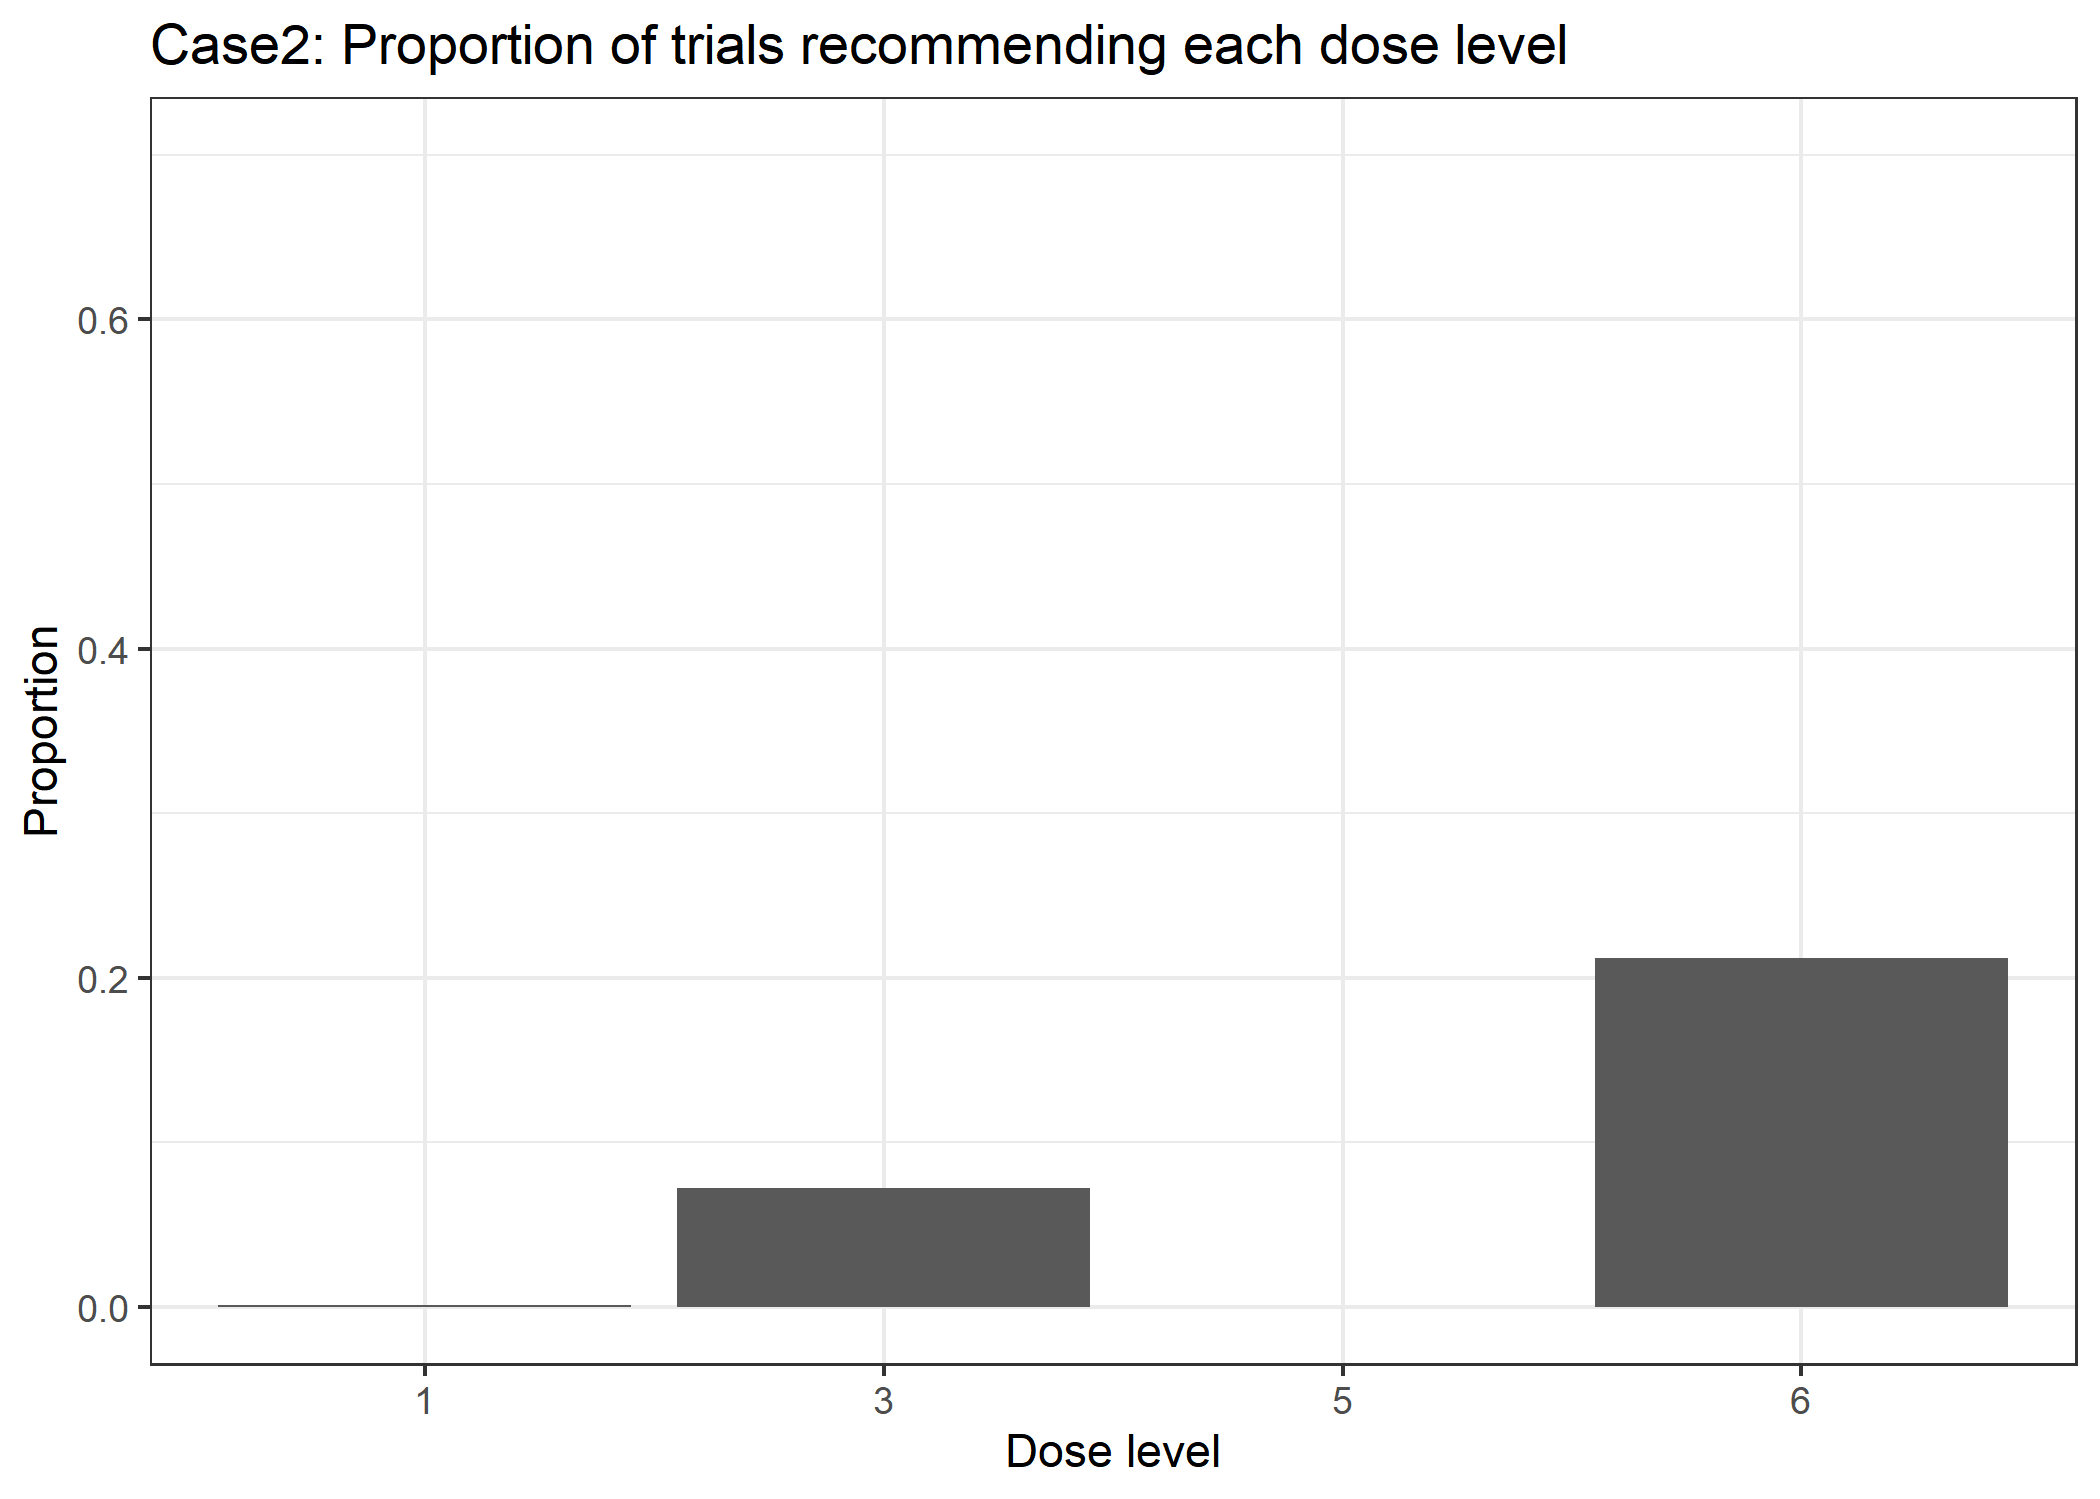 Case2: Proportion of trials recommending each dose level
Proportion
0.6
0.4
0.2
0.0
1 3 5 6
Dose level